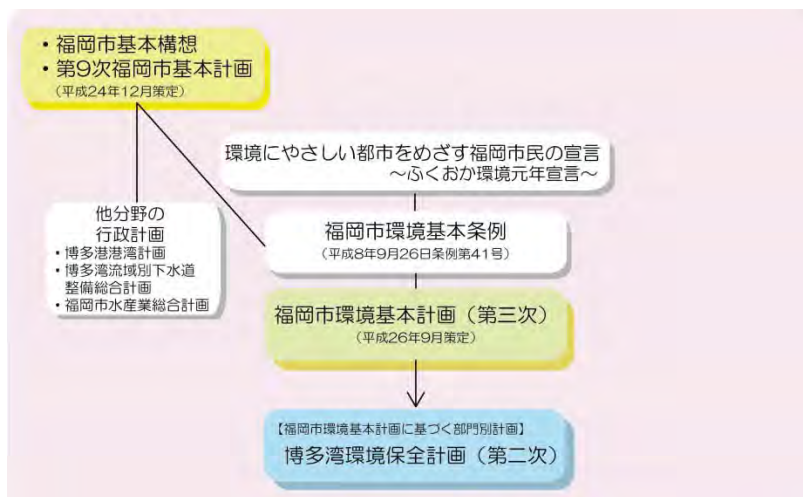 ・福岡市基本構想
・第9次福岡市基本計画
(平成24年12月策定)
環境にやさしい都市をめざす福岡市民の宣言
～ふくおか環境元年宣言～
他分野の
行政計画
・博多港港湾計画
・博多湾流域別下水道
整備総合計画
・福岡市水産業総合計画
福岡市環境基本条例
(平成8年9月26日条例第41号)
福岡市環境基本計画（第三次）
(平成26年9月策定)
【福岡市環境基本計画に基づく部門別計画】
博多湾環境保全計画（第二次）